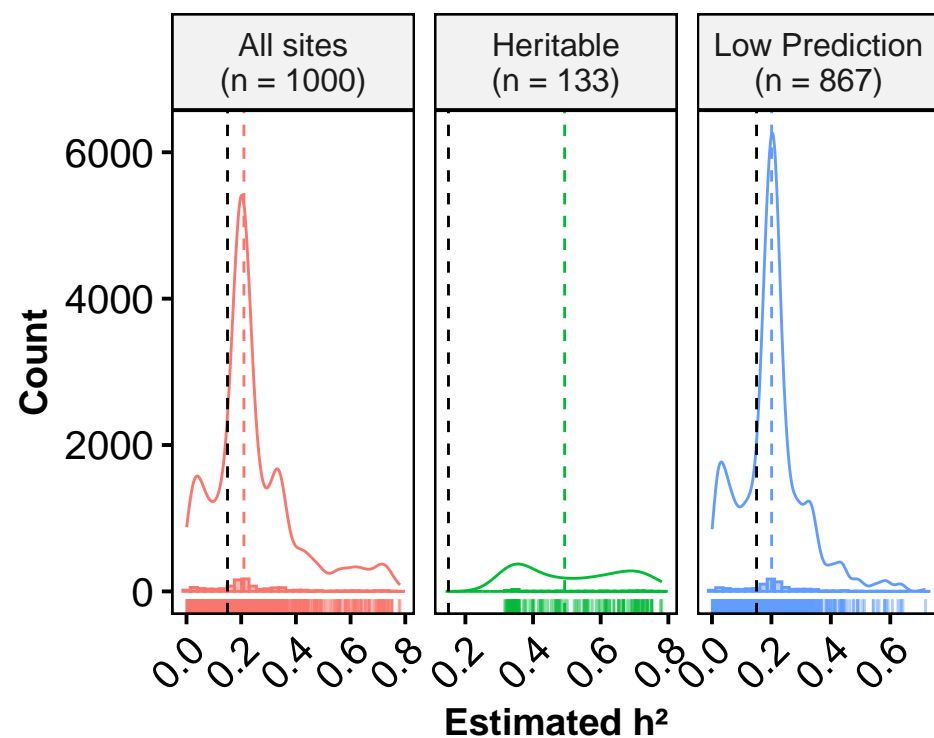 All sites
(n = 1000)
Heritable
(n = 133)
Low Prediction
(n = 867)
Count
6000
4000
2000
0
0.0 0.2 0.4 0.6 0.8
0.2 0.4 0.6 0.8
0.0 0.2 0.4 0.6
Estimated h²